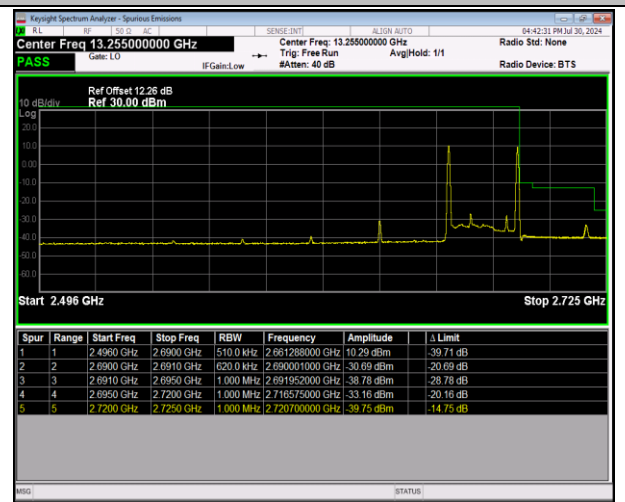 Keysight Spectrum Analyzer - Spurious Emissions
RL RF 50 Ω AC SENSE:INT ALIGN AUTO 04:42:31 PM Jul 30, 2024
Center Freq 13.255000000 GHz Center Freq: 13.255000000 GHz Radio Std: None
PASS Gate: LO IFGain:Low Trig: Free Run Avg|Hold: 1/1
#Atten: 40 dB Radio Device: BTS
Ref Offset 12.26 dB
10 dB/div Ref 30.00 dBm
Log
20.0
10.0
0.00
10.0
20.0
30.0
40.0
50.0
60.0
Start 2.496 GHz Stop 2.725 GHz
Spur Range Start Freq Stop Freq RBW Frequency Amplitude Δ Limit
1 1 2.4960 GHz 2.6900 GHz 510.0 kHz 2.661288000 GHz 10.29 dBm -39.71 dB
2 2 2.6900 GHz 2.6910 GHz 620.0 kHz 2.690001000 GHz -30.69 dBm -20.69 dB
3 3 2.6910 GHz 2.6950 GHz 1.000 MHz 2.691952000 GHz -38.78 dBm -28.78 dB
4 4 2.6950 GHz 2.7200 GHz 1.000 MHz 2.716575000 GHz -33.16 dBm -20.16 dB
5 5 2.7200 GHz 2.7250 GHz 1.000 MHz 2.720700000 GHz -39.75 dBm -14.75 dB
MSG STATUS